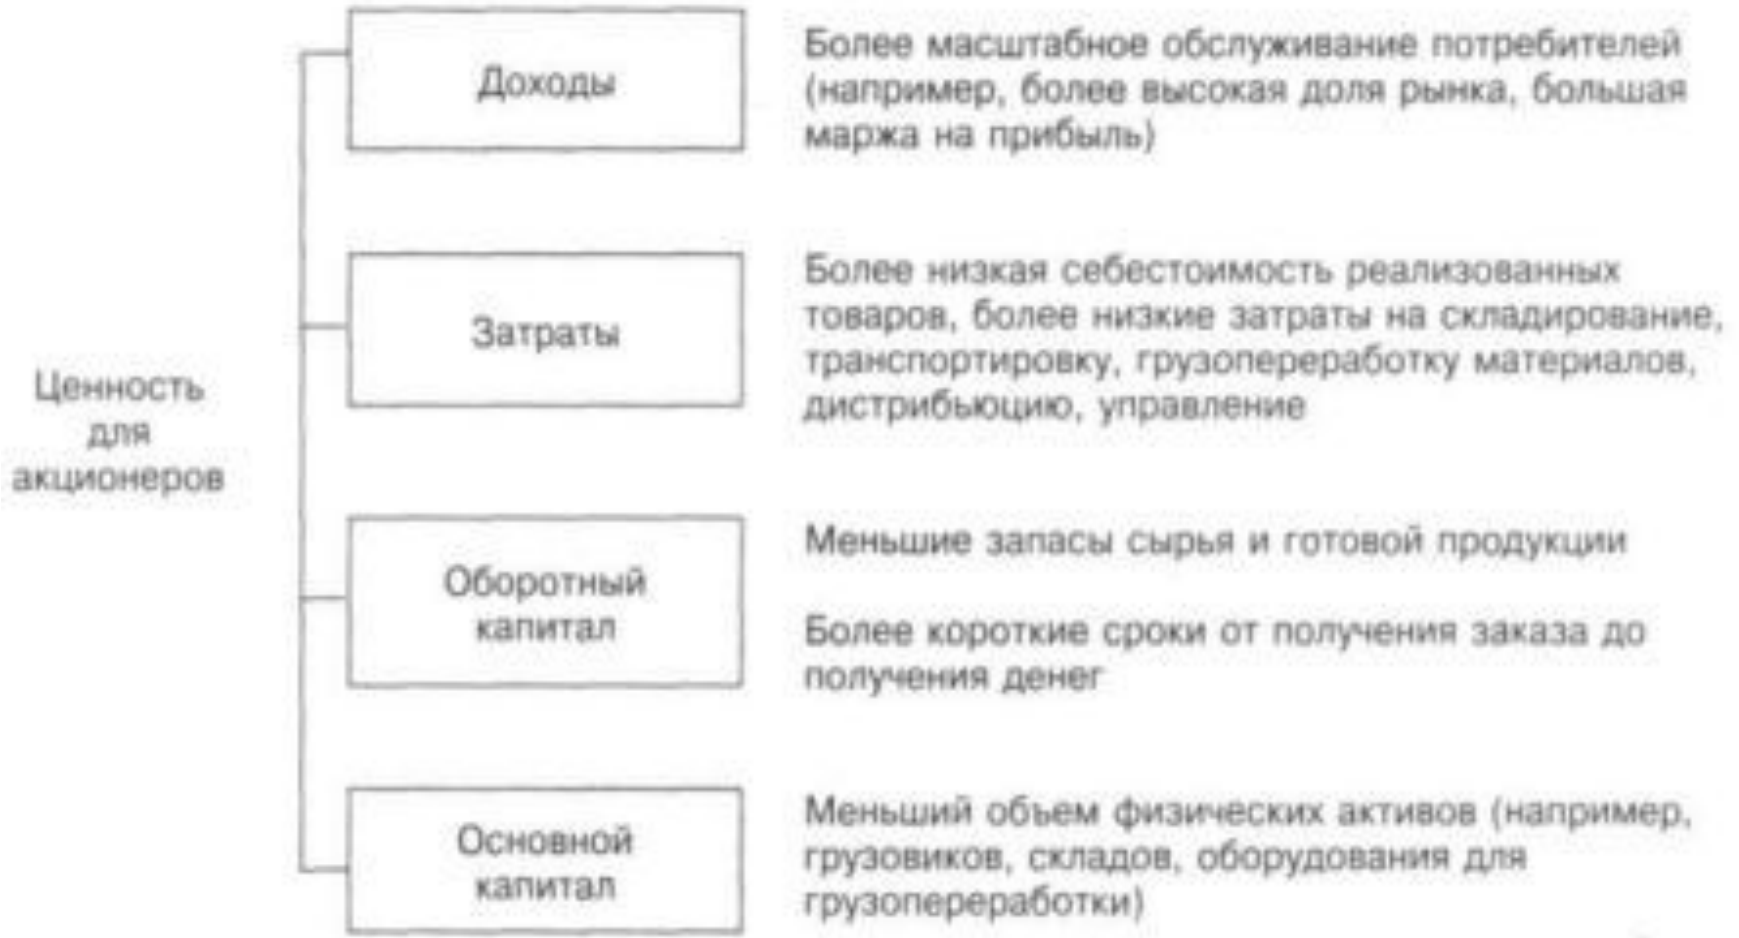 Доходы
Более масштабное обслуживание потребителей
(например, более высокая доля рынка, большая
маржа на прибыль)
Затраты
Более низкая себестоимость реализованных
товаров, более низкие затраты на складирование,
транспортировку, грузопереработку материалов,
дистрибьюцию, управление
Ценность
для
акционеров
Оборотный
капитал
Меньшие запасы сырья и готовой продукции
Более короткие сроки от получения заказа до
получения денег
Основной
капитал
Меньший объем физических активов (например,
грузовиков, складов, оборудования для
грузопереработки)